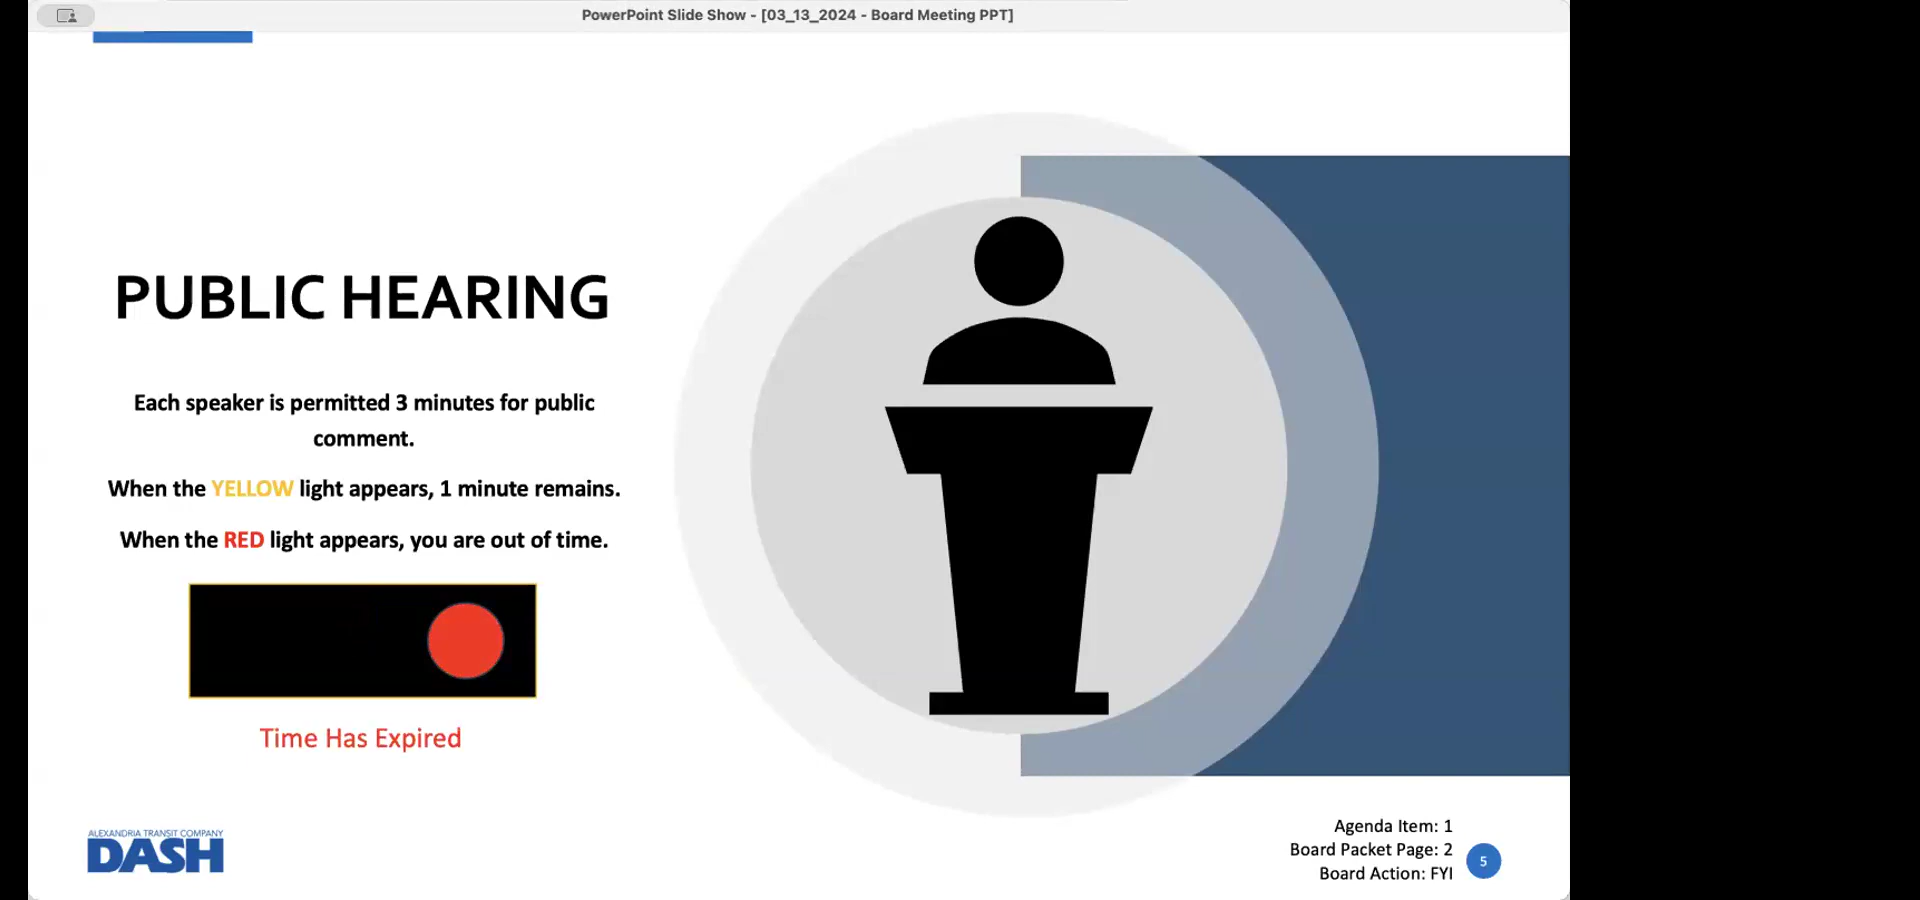 PowerPoint Slide Show - [03_13_2024 - Board Meeting PPT]
PUBLIC HEARING
Each speaker is permitted 3 minutes for public
comment.
When the YELLOW light appears, 1 minute remains.
When the RED light appears, you are out of time.
Time Has Expired
ALEXANDRIA TRANSIT COMPANY
DASH
Agenda Item: 1
Board Packet Page: 2
Board Action: FYI
5